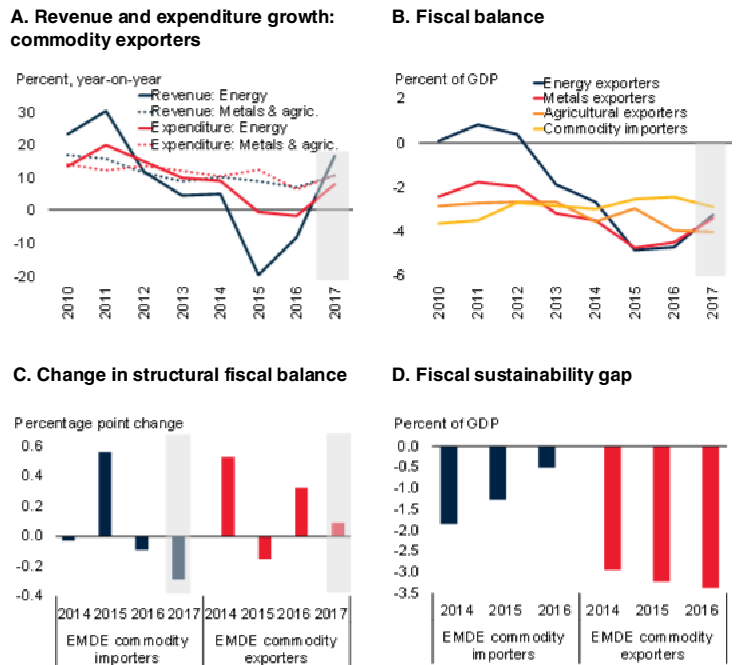 A. Revenue and expenditure growth:
commodity exporters
Percent, year-on-year
Revenue: Energy
Revenue: Metals & agric.
Expenditure: Energy
Expenditure: Metals & agric.
30
20
10
0
-10
-20
2010
2011
2012
2013
2014
2015
2016
2017
B. Fiscal balance
Percent of GDP
Energy exporters
Metals exporters
Agricultural exporters
Commodity importers
2
0
-2
-4
-6
2010
2011
2012
2013
2014
2015
2016
2017
C. Change in structural fiscal balance
Percentage point change
0.6
0.4
0.2
0.0
-0.2
-0.4
2014 2015 2016 2017 2014 2015 2016 2017
EMDE commodity EMDE commodity
importers exporters
D. Fiscal sustainability gap
Percent of GDP
0.0
-0.5
-1.0
-1.5
-2.0
-2.5
-3.0
-3.5
2014 2015 2016 2014 2015 2016
EMDE commodity EMDE commodity
importers exporters